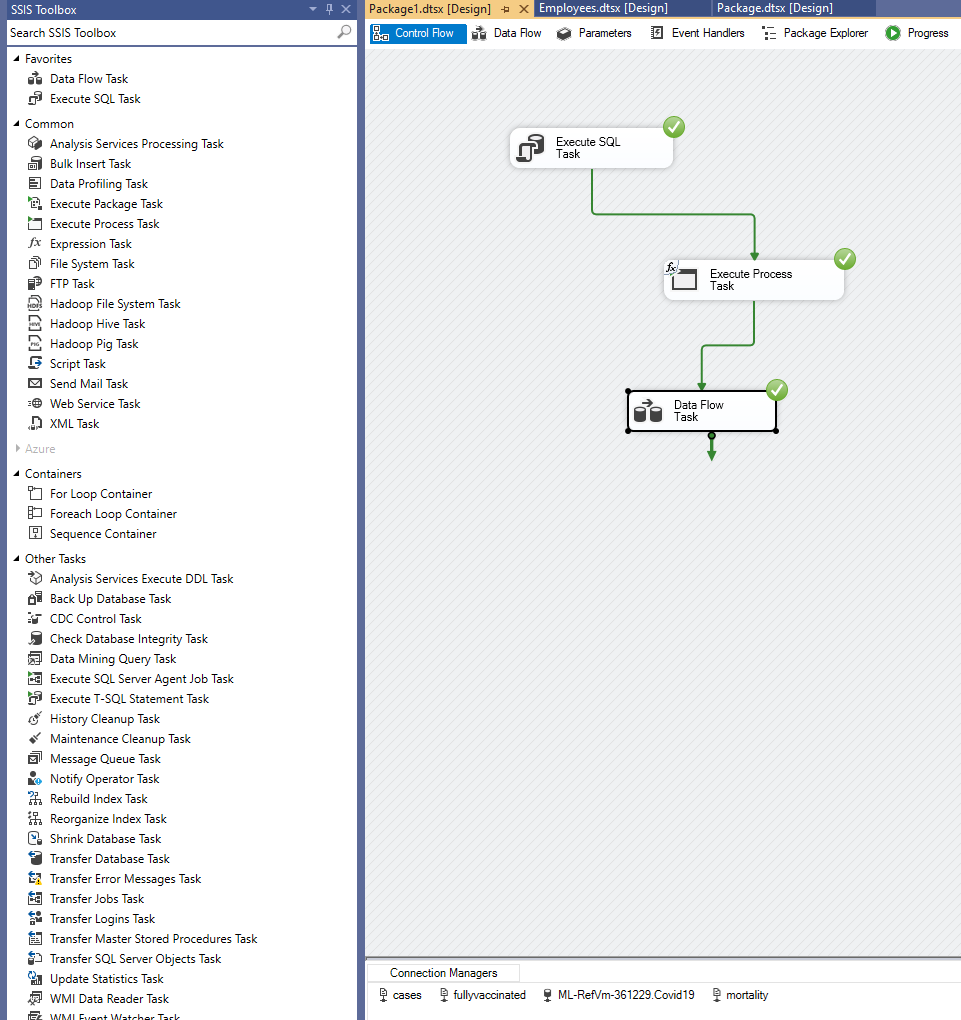 SSIS Toolbox
Search SSIS Toolbox
Favorites
Data Flow Task
Execute SQL Task
Common
Analysis Services Processing Task
Bulk Insert Task
Data Profiling Task
Execute Package Task
Execute Process Task
fx Expression Task
File System Task
FTP Task
HDFS Hadoop File System Task
HIVE Hadoop Hive Task
PIG Hadoop Pig Task
Script Task
Send Mail Task
Web Service Task
XML Task
Azure
Containers
For Loop Container
Foreach Loop Container
Sequence Container
Other Tasks
Analysis Services Execute DDL Task
Back Up Database Task
CDC Control Task
Check Database Integrity Task
Data Mining Query Task
Execute SQL Server Agent Job Task
Execute T-SQL Statement Task
History Cleanup Task
Maintenance Cleanup Task
Message Queue Task
Notify Operator Task
Rebuild Index Task
Reorganize Index Task
Shrink Database Task
Transfer Database Task
Transfer Error Messages Task
Transfer Jobs Task
Transfer Logins Task
Transfer Master Stored Procedures Task
Transfer SQL Server Objects Task
Update Statistics Task
WMI Data Reader Task
WMI Event Watcher Task
Package1.dtsx [Design] Employees.dtsx [Design] Package.dtsx [Design]
Control Flow Data Flow Parameters Event Handlers Package Explorer Progress
Execute SQL
Task
fx
Execute Process
Task
Data Flow
Task
Connection Managers
cases fullyvaccinated ML-RefVm-361229.Covid19 mortality